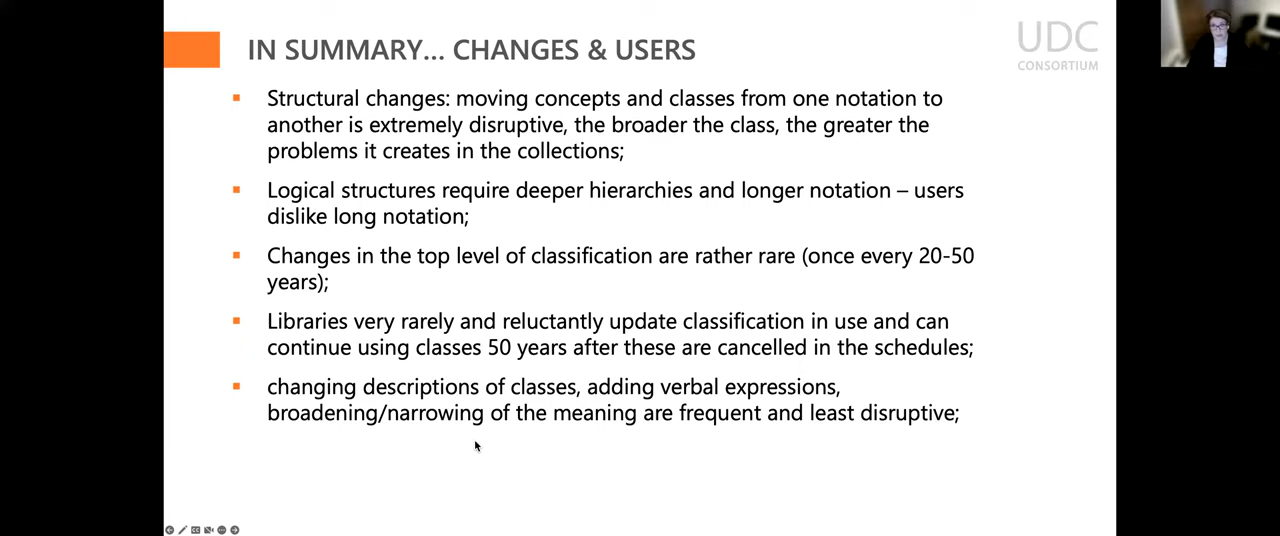 IN SUMMARY... CHANGES & USERS
UDC
CONSORTIUM
▪ Structural changes: moving concepts and classes from one notation to
another is extremely disruptive, the broader the class, the greater the
problems it creates in the collections;
▪ Logical structures require deeper hierarchies and longer notation – users
dislike long notation;
▪ Changes in the top level of classification are rather rare (once every 20-50
years);
▪ Libraries very rarely and reluctantly update classification in use and can
continue using classes 50 years after these are cancelled in the schedules;
▪ changing descriptions of classes, adding verbal expressions,
broadening/narrowing of the meaning are frequent and least disruptive;